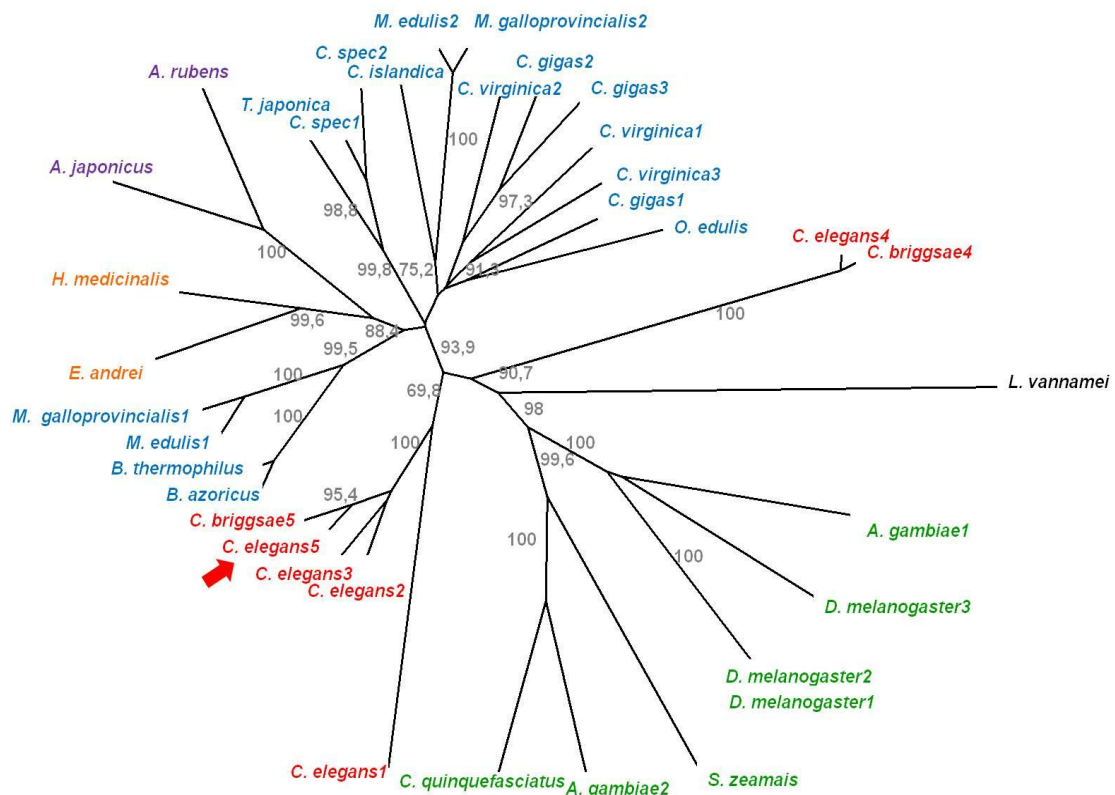 M. edulis2
M. galloprovincialis2
C. spec2
C. gigas2
A. rubens
C. islandica
C. virginica2
C. gigas3
T. japonica
C. spec1
C. virginica1
100
A. japonicus
C. virginica3
97,3
98,8
C. gigas1
O. edulis
C. elegans4
100
C. briggsae4
H. medicinalis
99,8
75,2
91,3
99,6
88,4
100
99,5
93,9
E. andrei
100
90,7
L. vannamei
69,8
M. galloprovincialis1
100
98
M. edulis1
100
100
99,6
B. thermophilus
B. azoricus
95,4
C. briggsae5
A. gambiae1
C. elegans5
100
100
C. elegans3
C. elegans2
D. melanogaster3
D. melanogaster2
D. melanogaster1
C. elegans1
C. quinquefasciatus
A. gambiae2
S. zeamais